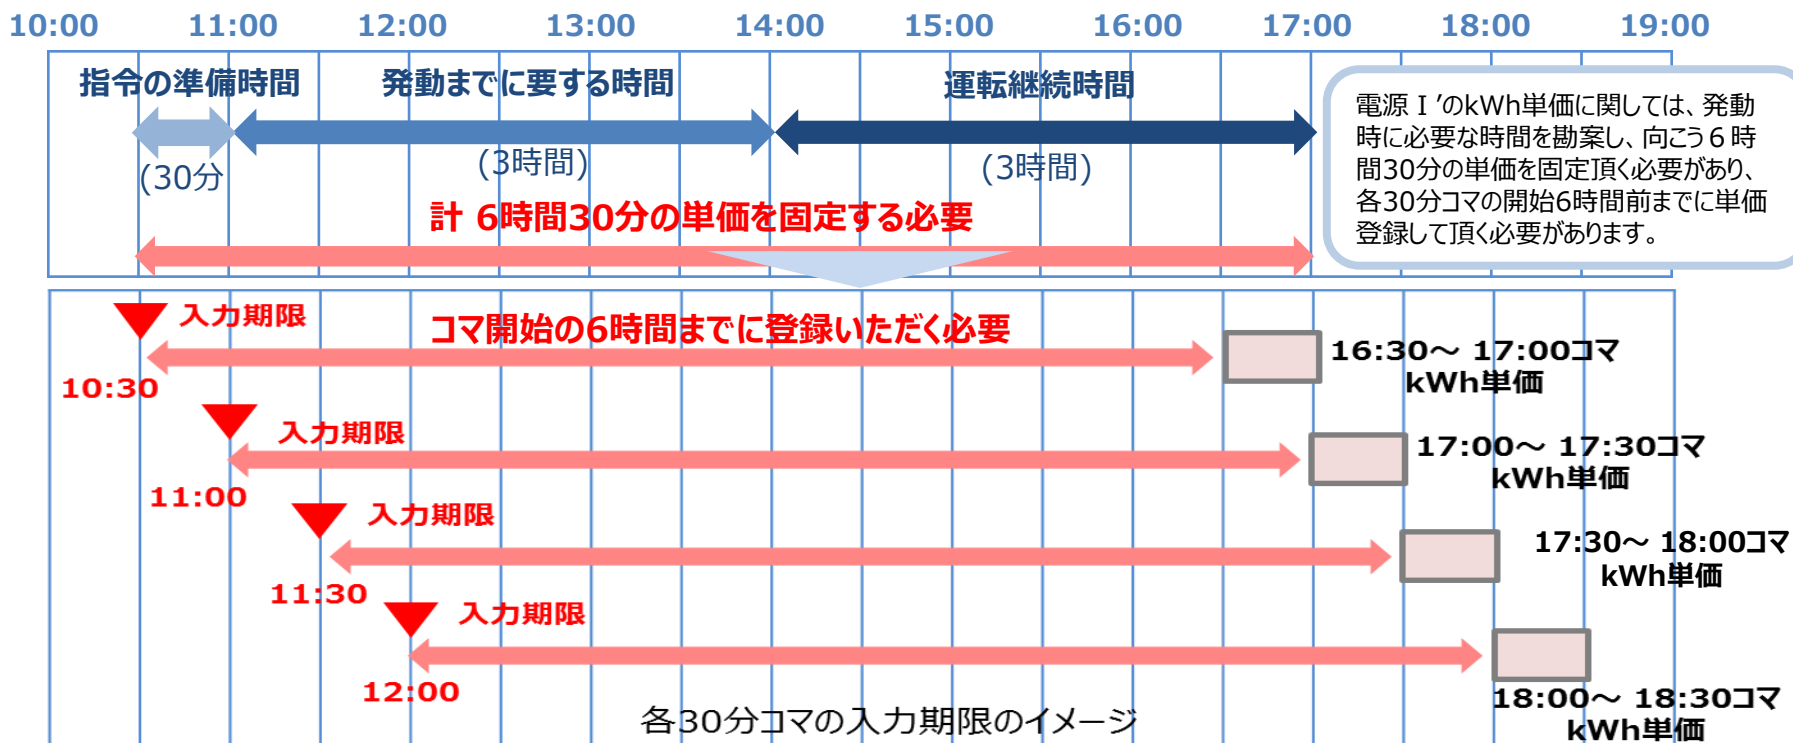 10:00 11:00 12:00 13:00 14:00 15:00 16:00 17:00 18:00 19:00
指令の準備時間
発動までに要する時間
運転継続時間
(30分
(3時間)
(3時間)
計 6時間30分の単価を固定する必要
電源Ⅰ’のkWh単価に関しては、発動
時に必要な時間を勘案し、向こう６時
間30分の単価を固定頂く必要があり、
各30分コマの開始6時間前までに単価
登録して頂く必要があります。
入力期限
コマ開始の6時間までに登録いただく必要
10:30
16:30～ 17:00コマ
kWh単価
入力期限
11:00
17:00～ 17:30コマ
kWh単価
入力期限
11:30
17:30～ 18:00コマ
kWh単価
入力期限
12:00
18:00～ 18:30コマ
kWh単価
各30分コマの入力期限のイメージ